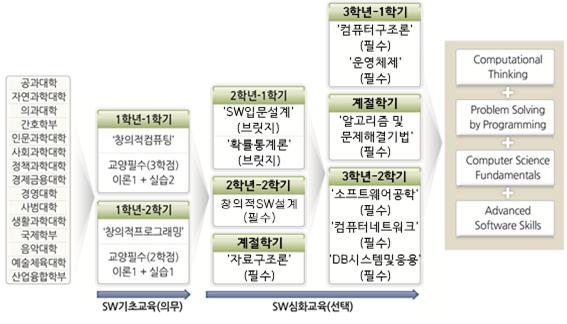 공과대학
자연과학대학
의과대학
간호학부
인문과학대학
사회과학대학
정책과학대학
경제금융대학
경영대학
사범대학
생활과학대학
국제학부
음악대학
예술체육대학
산업융합학부
1학년-1학기
'창의적컴퓨팅'
교양필수(3학점)
이론1 + 실습2
1학년-2학기
'창의적프로그래밍'
교양필수(2학점)
이론1 + 실습1
SW기초교육(의무)
2학년-1학기
'SW입문설계'
(브릿지)
'확률통계론'
(브릿지)
2학년-2학기
창의적SW설계
(필수)
계절학기
'자료구조론'
(필수)
3학년-1학기
'컴퓨터구조론'
(필수)
'운영체제'
(필수)
계절학기
'알고리즘 및
문제해결기법'
(필수)
3학년-2학기
'소프트웨어공학'
(필수)
'컴퓨터네트워크'
(필수)
'DB시스템및응용'
(필수)
SW심화교육(선택)
Computational
Thinking
+
Problem Solving
by Programming
+
Computer Science
Fundamentals
+
Advanced
Software Skills